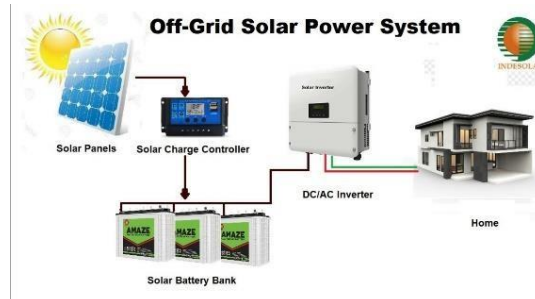 Off-Grid Solar Power System
INDESOLAR
Solar Inverter
Solar Panels
Solar Charge Controller
DC/AC Inverter
Home
AMAZE
AMAZE
AMAZE
Solar Battery Bank